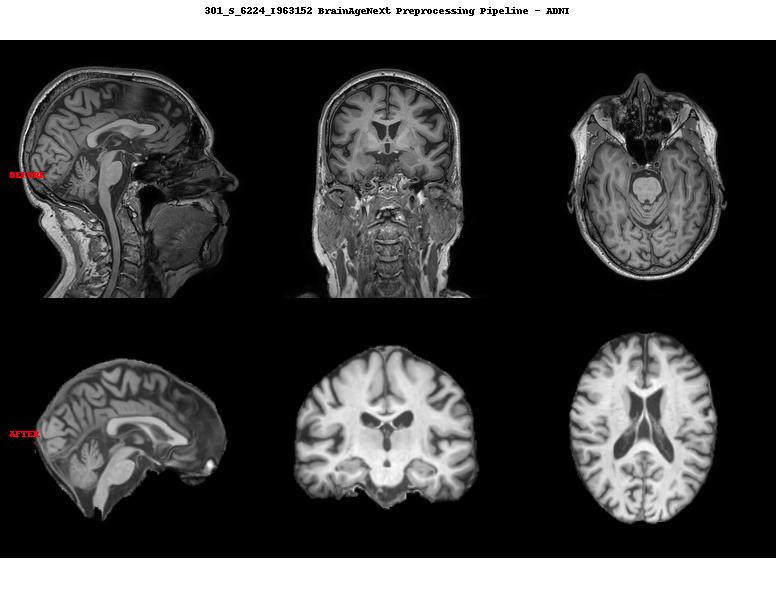 301_S_6224_I963152 BrainAgeNeXt Preprocessing Pipeline - ADNI
BEFORE
AFTER